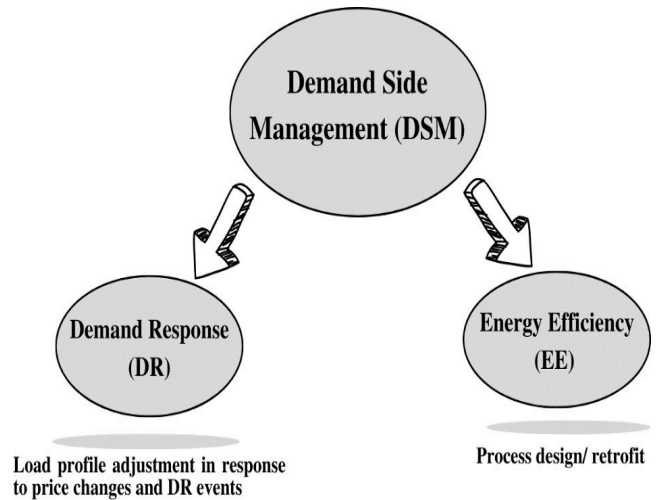 Demand Side
Management (DSM)
Demand Response
(DR)
Energy Efficiency
(EE)
Load profile adjustment in response
to price changes and DR events
Process design/ retrofit